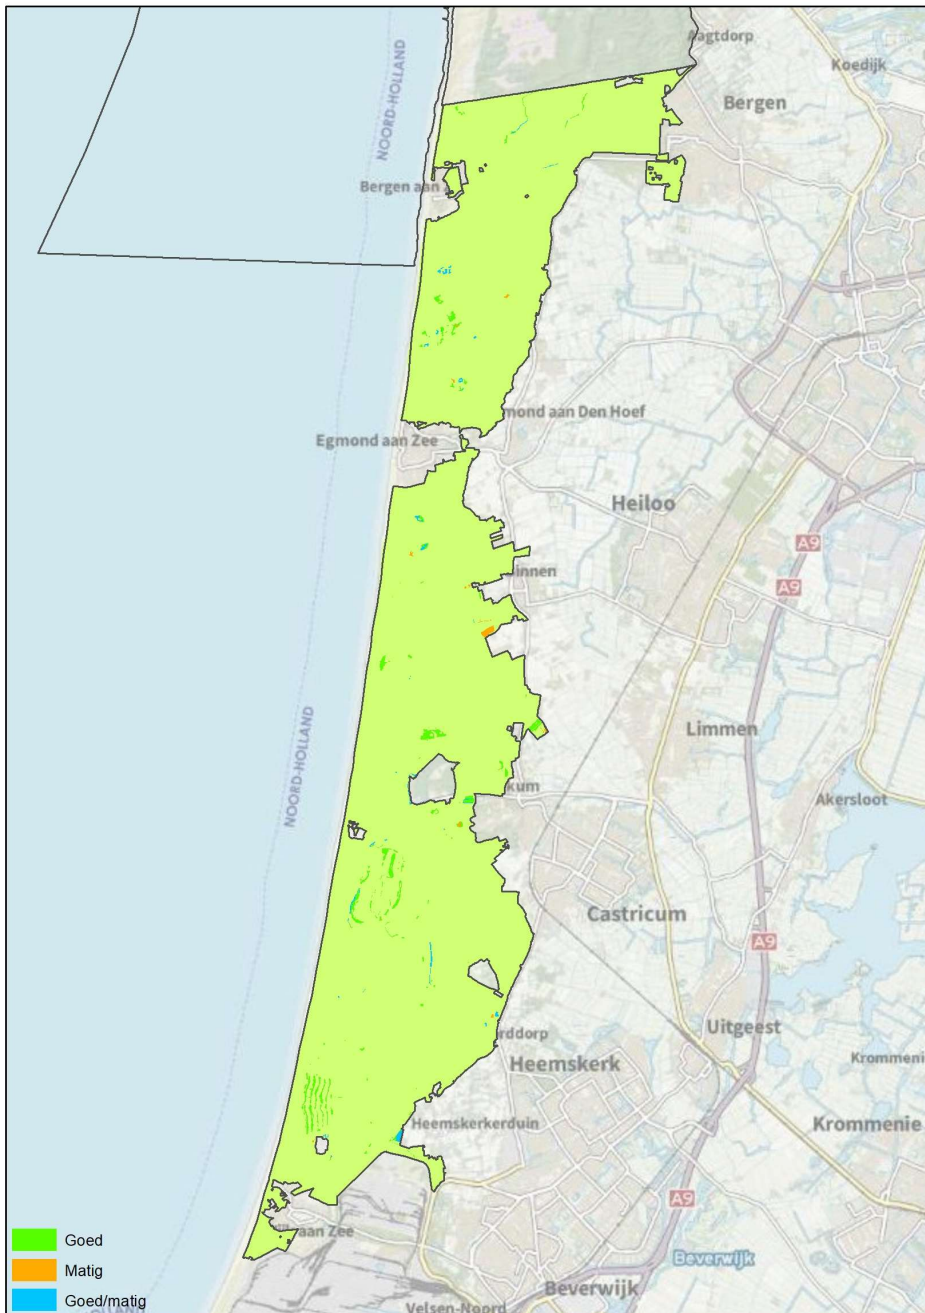 Aagtdorp
NOORD-HOLLAND
Koedijk
Bergen
Bergen aan
mond aan Den Hoef
Egmond aan Zee
Heiloo
A9
innen
A9
NOORD-HOLLAND
Limmen
kum
Akersloot
Castricum
A9
Uitgeest
rddorp
Heemskerk
Krommenie
Heemskerkerduin
Krommenie
A9
aan Zee
Goed
Beverwijk
Matig
Beverwijk
Goed/matig
Velsen-Noord